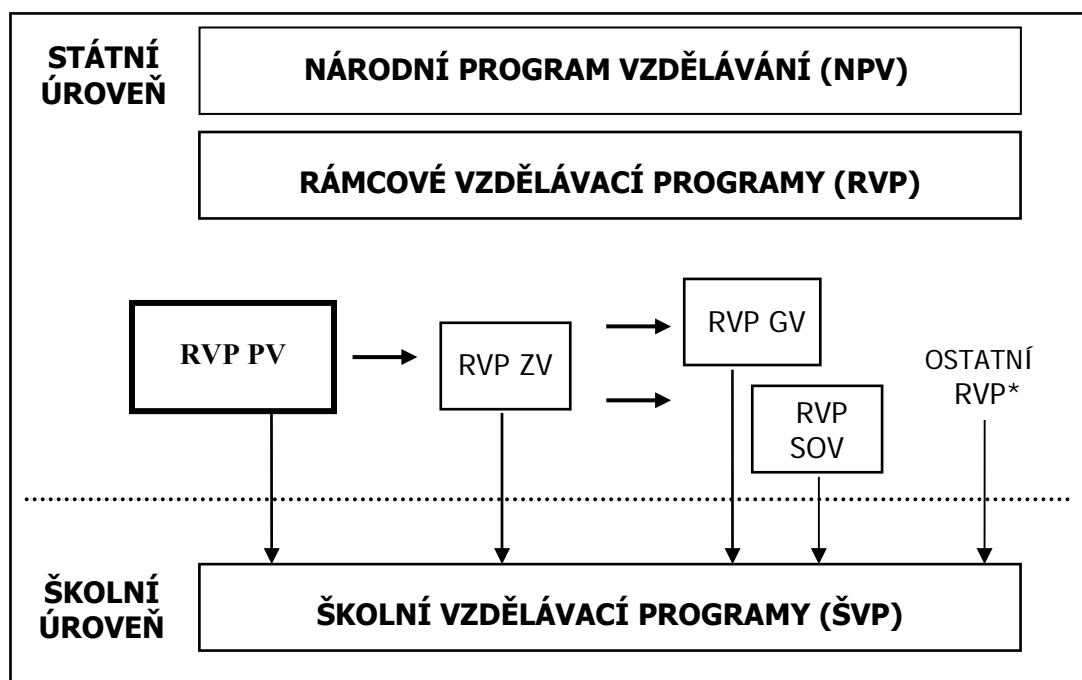 STÁTNÍ
ÚROVEŇ
NÁRODNÍ PROGRAM VZDĚLÁVÁNÍ (NPV)
RÁMCOVÉ VZDĚLÁVACÍ PROGRAMY (RVP)
RVP PV
RVP ZV
RVP GV
RVP
SOV
OSTATNÍ
RVP*
ŠKOLNÍ
ÚROVEŇ
ŠKOLNÍ VZDĚLÁVACÍ PROGRAMY (ŠVP)